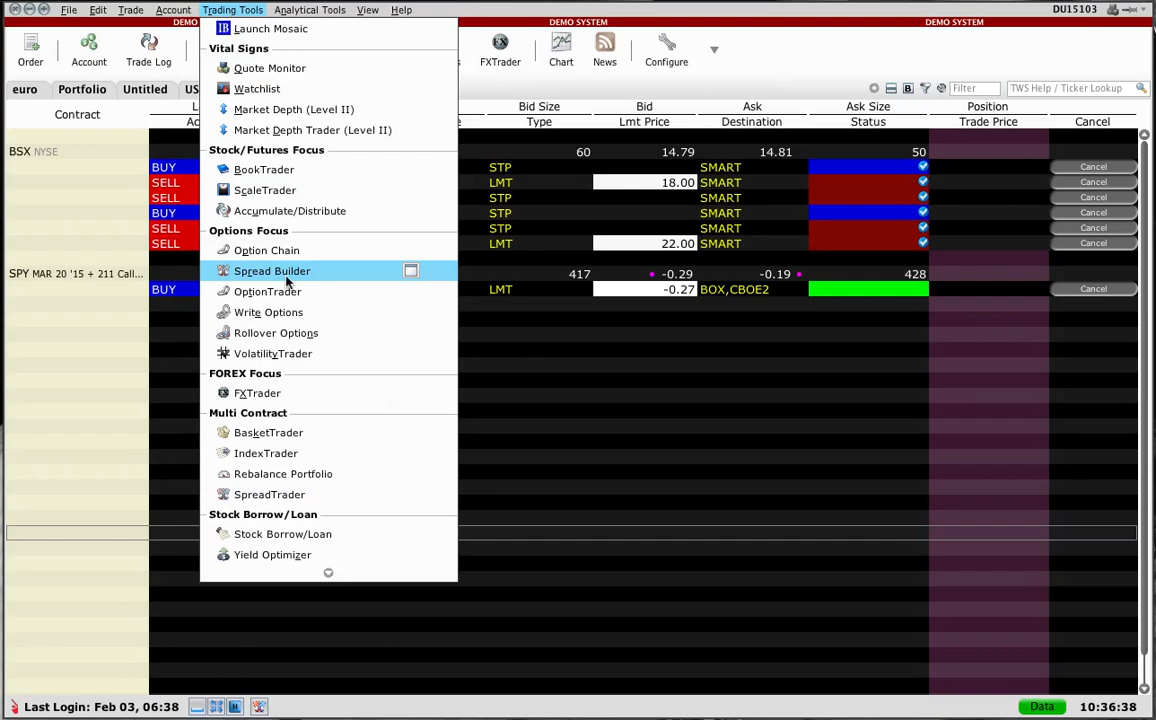 File Edit Trade Account Trading Tools Analytical Tools View Help DU15103
DEMO SYSTEM DEMO SYSTEM
Order Account Trade Log FXTrader Chart News Configure
euro Portfolio Untitled US Filter TWS Help / Ticker Lookup
Contract Bid Size Bid Ask Ask Size Position
Type Lmt Price Destination Status Trade Price Cancel
Launch Mosaic
Vital Signs
Quote Monitor
Watchlist
Market Depth (Level II)
Market Depth Trader (Level II)
Stock/Futures Focus
BookTrader
ScaleTrader
Accumulate/Distribute
Options Focus
Option Chain
Spread Builder
OptionTrader
Write Options
Rollover Options
VolatilityTrader
FOREX Focus
FXTrader
Multi Contract
BasketTrader
IndexTrader
Rebalance Portfolio
SpreadTrader
Stock Borrow/Loan
Stock Borrow/Loan
Yield Optimizer
BSX NYSE 60 14.79 14.81 50
BUY STP SMART Cancel
SELL LMT 18.00 SMART Cancel
SELL STP SMART Cancel
BUY STP SMART Cancel
SELL STP SMART Cancel
SELL LMT 22.00 SMART Cancel
SPY MAR 20 '15 + 211 Call... 417 -0.29 -0.19 428
BUY LMT -0.27 BOX,CBOE2 Cancel
Last Login: Feb 03, 06:38 Data 10:36:38